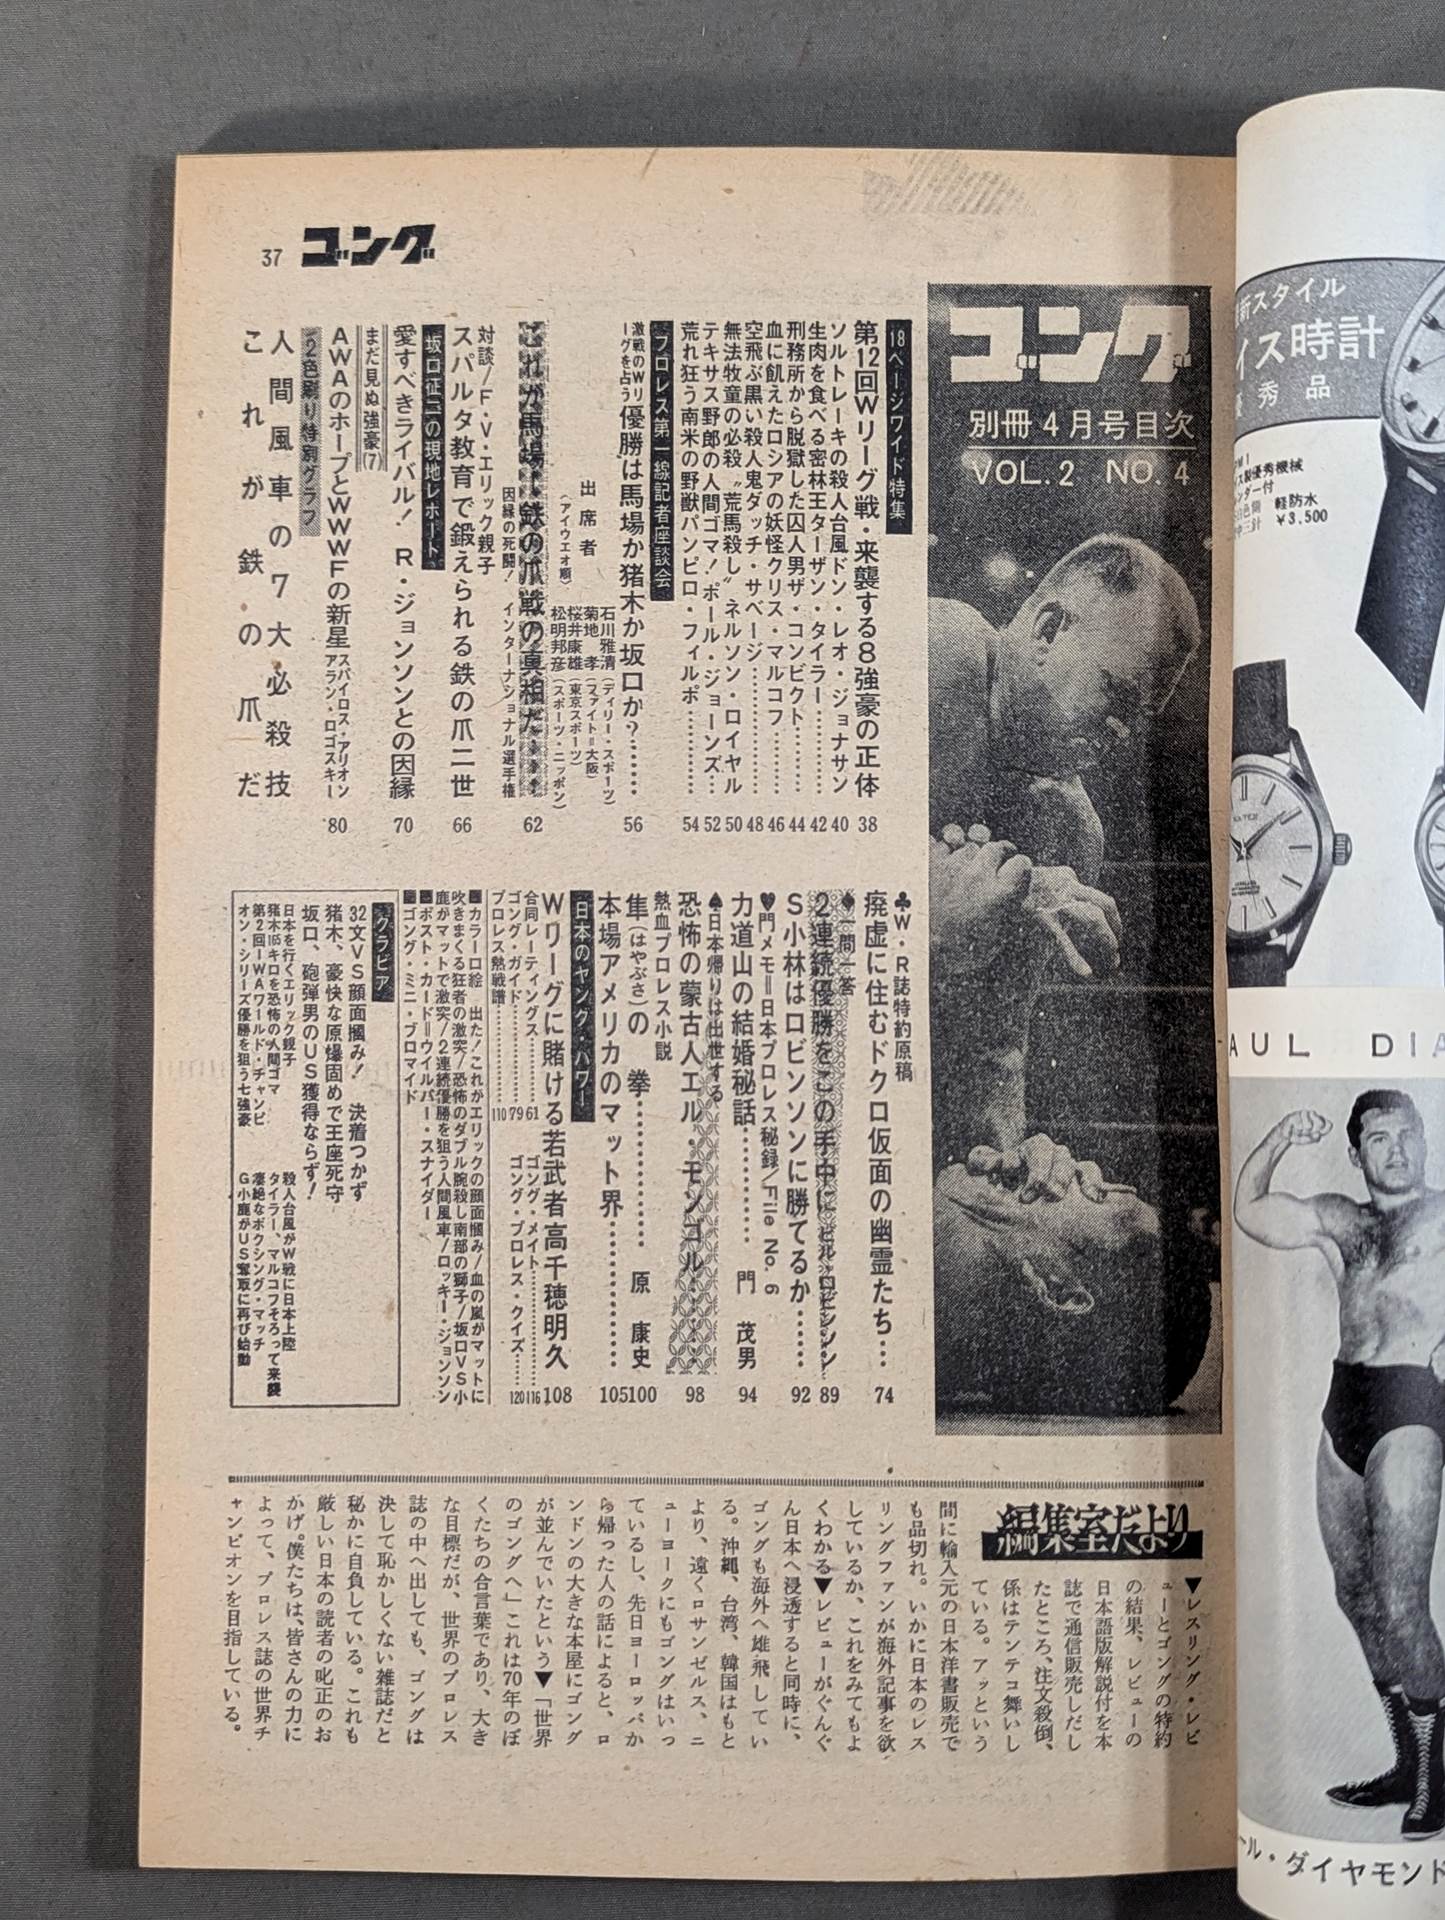 37
ゴング
ゴング
別冊4月号目次
VOL.2 NO.4
18ページワイド特集
第12回Wリーグ戦・来襲する8強豪の正体 38
ソルトレーキの殺人台風ドン・レオ・ジョナサン 40
生肉を食べる密林王ターザン・タイラー 42
刑務所から脱獄した囚人男ザ・コンビクト 44
血に飢えたロシアの妖怪クリス・マルコフ 46
空飛ぶ黒い殺人鬼ダッチ・サベージ 48
無法牧童の必殺〝荒馬殺し〟ネルソン・ロイヤル 50
テキサス野郎の人間ゴマ!ポール・ジョーンズ 52
荒れ狂う南米の野獣パンピロ・フィルポ 54
プロレス第一線記者座談会
激戦のWリーグを占う
優勝は馬場か猪木か坂口か? 56
出席者
(アイウエオ順)
石川雅清(デイリー・スポーツ)
菊地 孝(ファイト=大阪)
桜井康雄(東京スポーツ)
松明邦彦(スポーツ・ニッポン)
これが馬場—鉄の爪戦の真相だ 62
因縁の死闘! インターナショナル選手権
対談/F・V・エリック親子
スパルタ教育で鍛えられる鉄の爪二世 66
坂口征二の現地レポート
愛すべきライバル! R・ジョンソンとの因縁 70
まだ見ぬ強豪(7)
AWAのホープとWWWFの新星 スパイロス・アリオン アラン・ロゴスキー 80
2色刷り特別グラフ
人間風車の7大必殺技
これが鉄の爪だ
♣W・R誌特約原稿
廃虚に住むドクロ仮面の幽霊たち… 74
♦一問一答
2連続優勝をこの手中に ビル・ロビンソン 89
S小林はロビンソンに勝てるか 92
♥門メモ=日本プロレス秘録/File No.6
力道山の結婚秘話 門 茂男 94
♠日本帰りは出世する
恐怖の蒙古人エル・モンゴル 98
熱血プロレス小説
隼(はやぶさ)の拳 原 康史 100
本場アメリカのマット界 105
日本のヤング・パワー
Wリーグに賭ける若武者高千穂明久 108
合同レーティングス 61
ゴング・ガイド 79
プロレス熱戦譜 110
ゴング・メイト 116
ゴング・プロレス・クイズ 120
■カラー口絵 出た!これがエリックの顔面摑み/血の嵐がマットに
吹きまくる狂者の激突/恐怖のダブル腕殺し南部の獅子/坂口VS小
鹿がマットで激突/2連続優勝を狙う人間風車/ロッキー・ジョンソン
■ポスト・カード=ウイルバー・スナイダー
■ゴング・ミニ・ブロマイド
グラビア
32文VS顔面摑み! 決着つかず
猪木、豪快な原爆固めで王座死守
坂口、砲弾男のUS獲得ならず!
日本を行くエリック親子
猪木165キロを恐怖の人間ゴマ
第2回IWAワールド・チャンピ
オン・シリーズ優勝を狙う七強豪
殺人台風がW戦に日本上陸
タイラー、マルコフそろって来襲
凄絶なボクシング・マッチ
G小鹿がUS奪取に再び始動
編集室だより
▼レスリング・レビ
ューとゴングの特約
の結果、レビューの
日本語版解説付を本
誌で通信販売しだし
たところ、注文殺倒、
係はテンテコ舞いし
ている。アッという
間に輸入元の日本洋書販売で
も品切れ。いかに日本のレス
リングファンが海外記事を欲
しているか、これをみてもよ
くわかる▼レビューがぐんぐ
ん日本へ浸透すると同時に、
ゴングも海外へ雄飛してい
る。沖縄、台湾、韓国はもと
より、遠くロサンゼルス、ニ
ューヨークにもゴングはいっ
ているし、先日ヨーロッパか
ら帰った人の話によると、ロ
ンドンの大きな本屋にゴング
が並んでいたという▼「世界
のゴングへ」これは70年のぼ
くたちの合言葉であり、大き
な目標だが、世界のプロレス
誌の中へ出しても、ゴングは
決して恥かしくない雑誌だと
秘かに自負している。これも
厳しい日本の読者の叱正のお
かげ。僕たちは、皆さんの力に
よって、プロレス誌の世界チ
ャンピオンを目指している。
新スタイル
イス時計
優秀品
ス製優秀機械
ンダー付
中三針 軽防水
¥3,500
AUL DIA
ール・ダイヤモンド